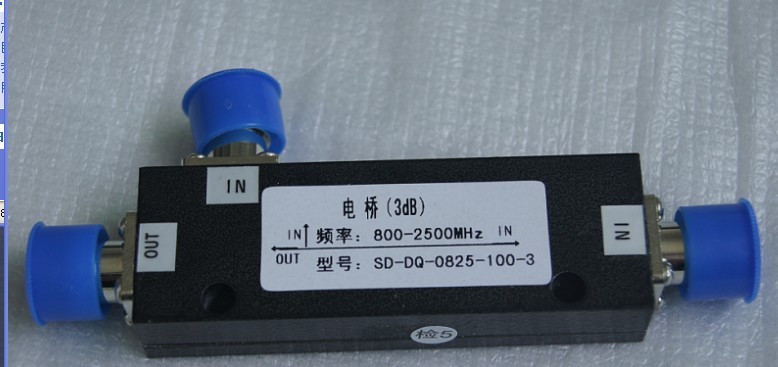 IN
电桥(3dB)
IN 频率: 800-2500MHz IN
OUT 型号: SD-DQ-0825-100-3
OUT
IN
检5